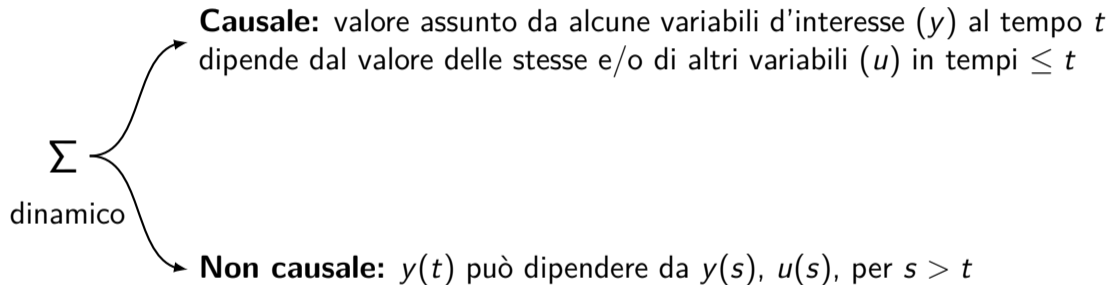 Causale: valore assunto da alcune variabili d'interesse (y) al tempo t
dipende dal valore delle stesse e/o di altri variabili (u) in tempi ≤ t
Σ
dinamico
Non causale: y(t) può dipendere da y(s), u(s), per s > t